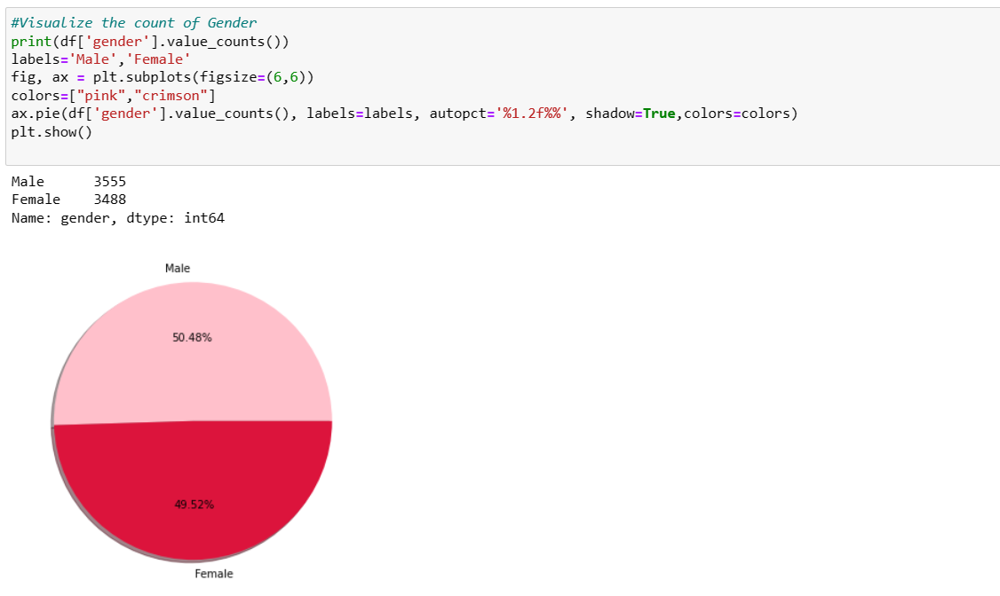 #Visualize the count of Gender
print(df['gender'].value_counts())
labels='Male','Female'
fig, ax = plt.subplots(figsize=(6,6))
colors=["pink","crimson"]
ax.pie(df['gender'].value_counts(), labels=labels, autopct='%1.2f%%', shadow=True,colors=colors)
plt.show()
Male      3555
Female    3488
Name: gender, dtype: int64
Male
50.48%
49.52%
Female